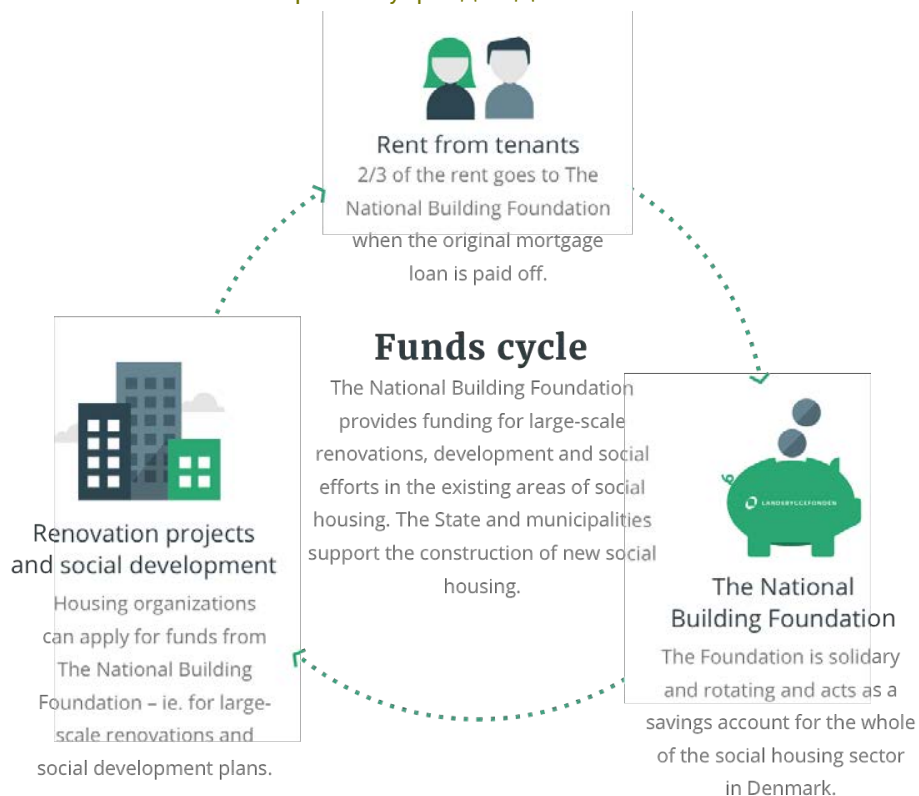 Rent from tenants
2/3 of the rent goes to The
National Building Foundation
when the original mortgage
loan is paid off.
Funds cycle
The National Building Foundation
provides funding for large-scale
renovations, development and social
efforts in the existing areas of social
housing. The State and municipalities
support the construction of new social
housing.
LANDSBYGGEFONDEN
The National
Building Foundation
The Foundation is solidary
and rotating and acts as a
savings account for the whole
of the social housing sector
in Denmark.
Renovation projects
and social development
Housing organizations
can apply for funds from
The National Building
Foundation – ie. for large-
scale renovations and
social development plans.